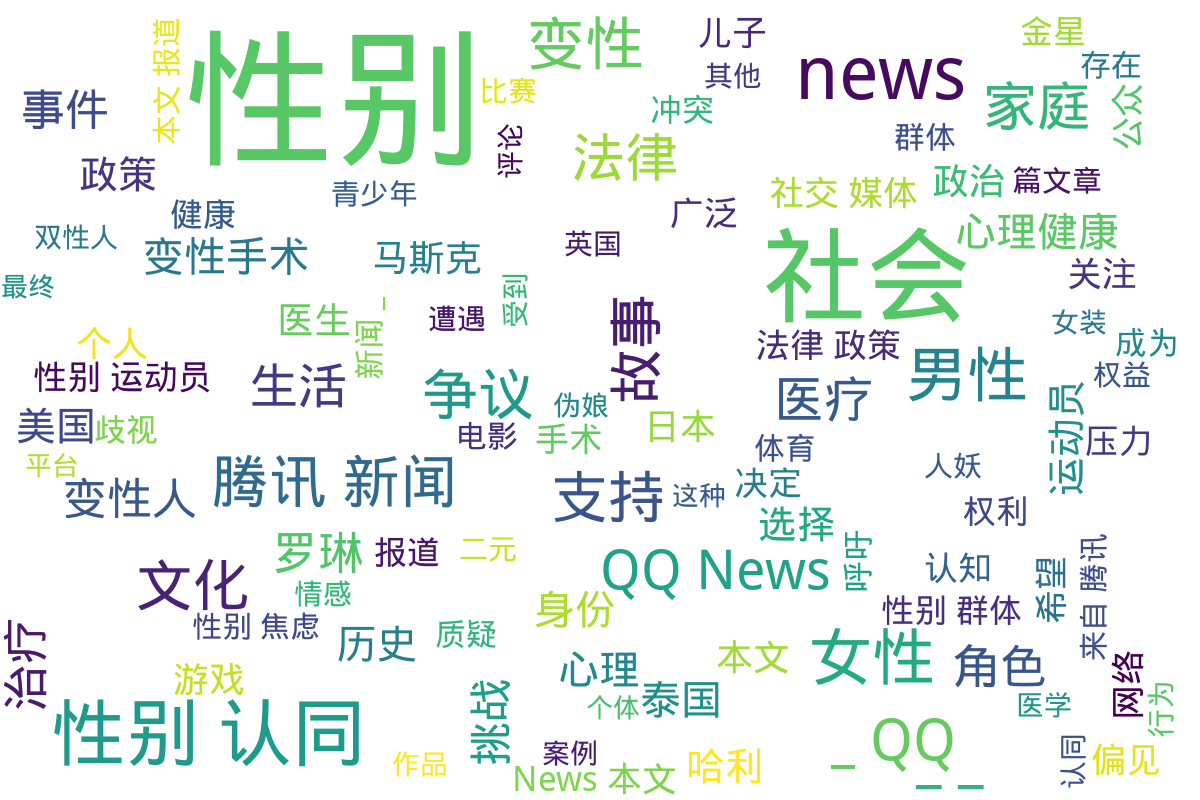 性别
变性
儿子
金星
本文 报道
news
存在
其他
事件
比赛
家庭
公众
冲突
评论
法律
群体
政策
青少年
社交 媒体
政治
篇文章
健康
广泛
双性人
变性手术
马斯克
英国
社会
心理健康
关注
最终
受到
医生
新闻 _
遭遇
故事
女装
个人
法律 政策
成为
性别 运动员
生活
争议
医疗
男性
权益
伪娘
运动员
美国
歧视
电影
手术
日本
体育
压力
平台
腾讯 新闻
人妖
变性人
支持
这种
决定
权利
选择
罗琳
报道
二元
QQ News
呼吁
认知
希望
来自 腾讯
文化
情感
身份
性别 群体
性别 焦虑
历史
质疑
治疗
游戏
心理
本文
女性
角色
网络
泰国
个体
医学
行为
性别 认同
挑战
案例
作品
News 本文
哈利
_ QQ
_ _
认同
偏见